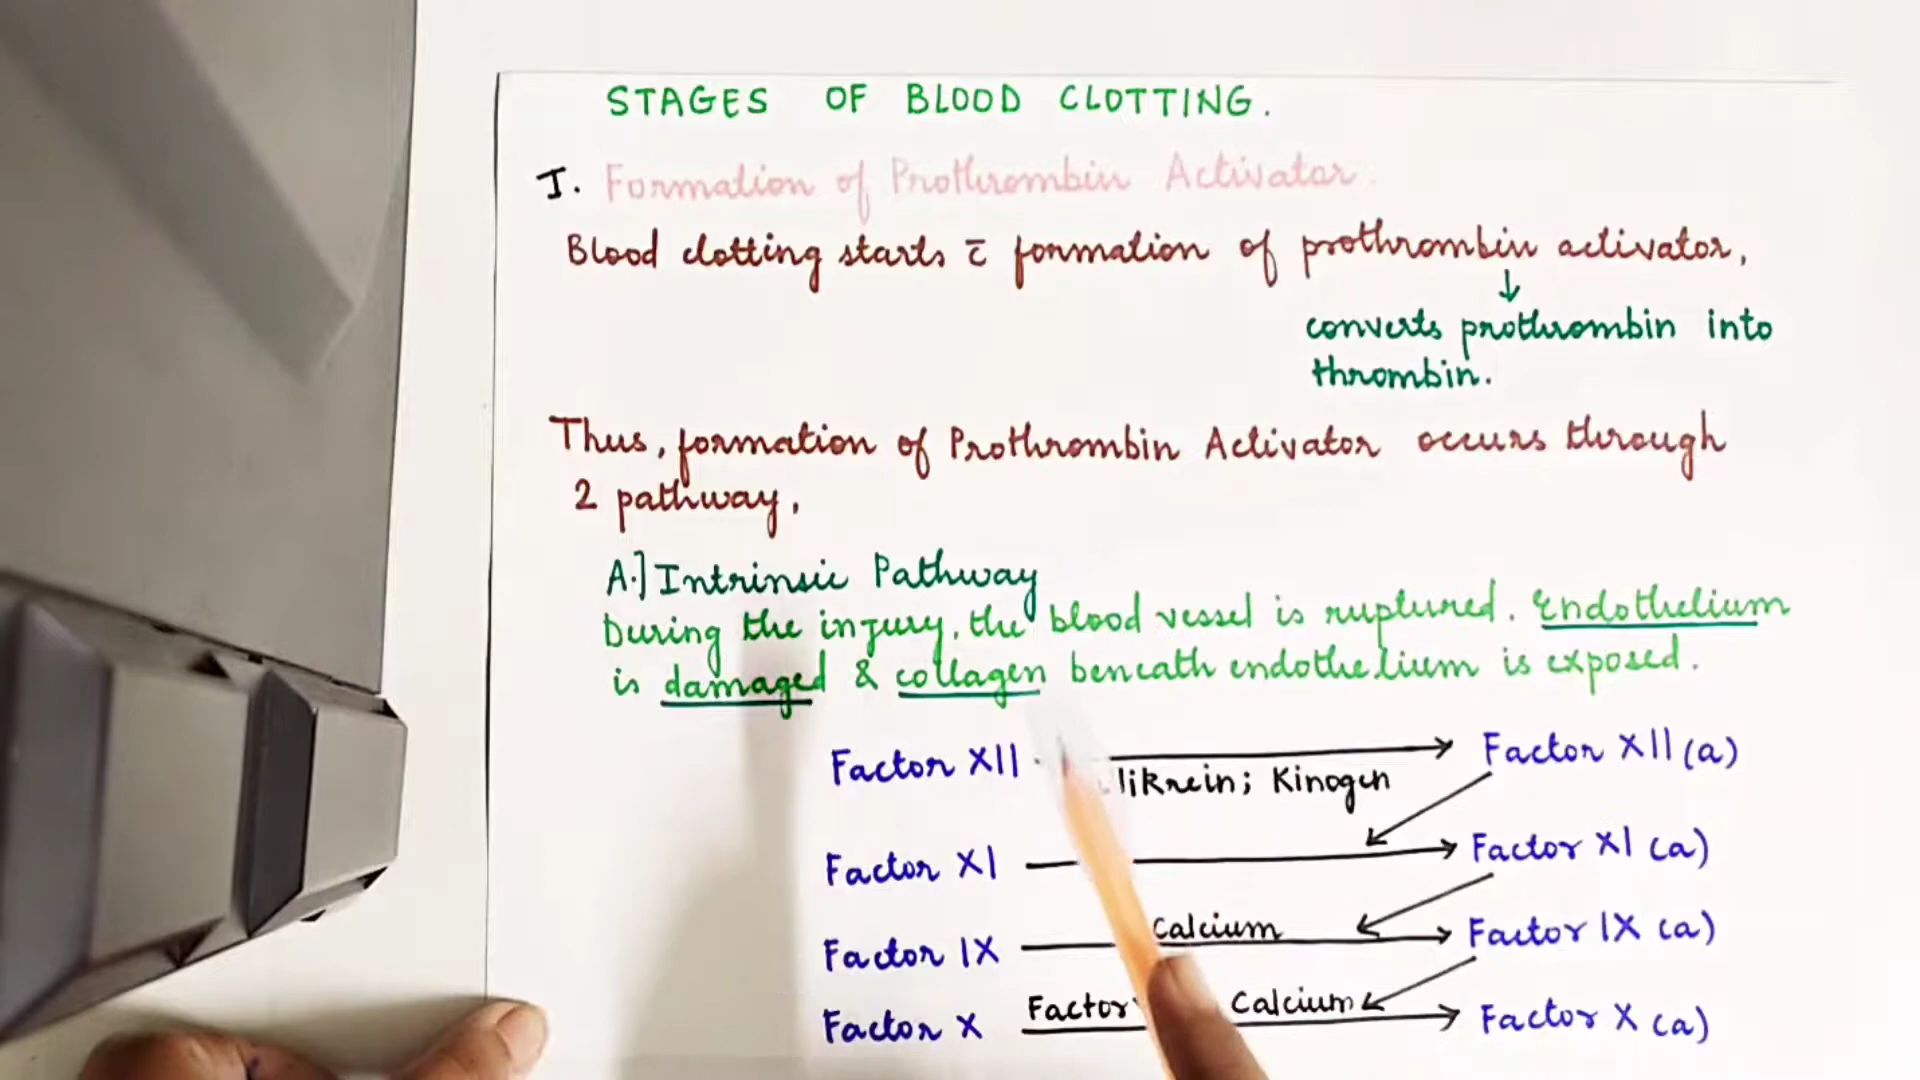 STAGES OF BLOOD CLOTTING.
I. Formation of Prothrombin Activator.
Blood clotting starts c̄ formation of prothrombin activator,
↓
converts prothrombin into
thrombin.
Thus, formation of Prothrombin Activator occurs through
2 pathway,
A.] Intrinsic Pathway
During the injury, the blood vessel is ruptured. Endothelium
is damaged & collagen beneath endothelium is exposed.
Factor XII → Factor XII (a)
likrein; Kinogen
Factor XI → Factor XI (a)
Calcium
Factor IX → Factor IX (a)
Factor Calcium
Factor X → Factor X (a)